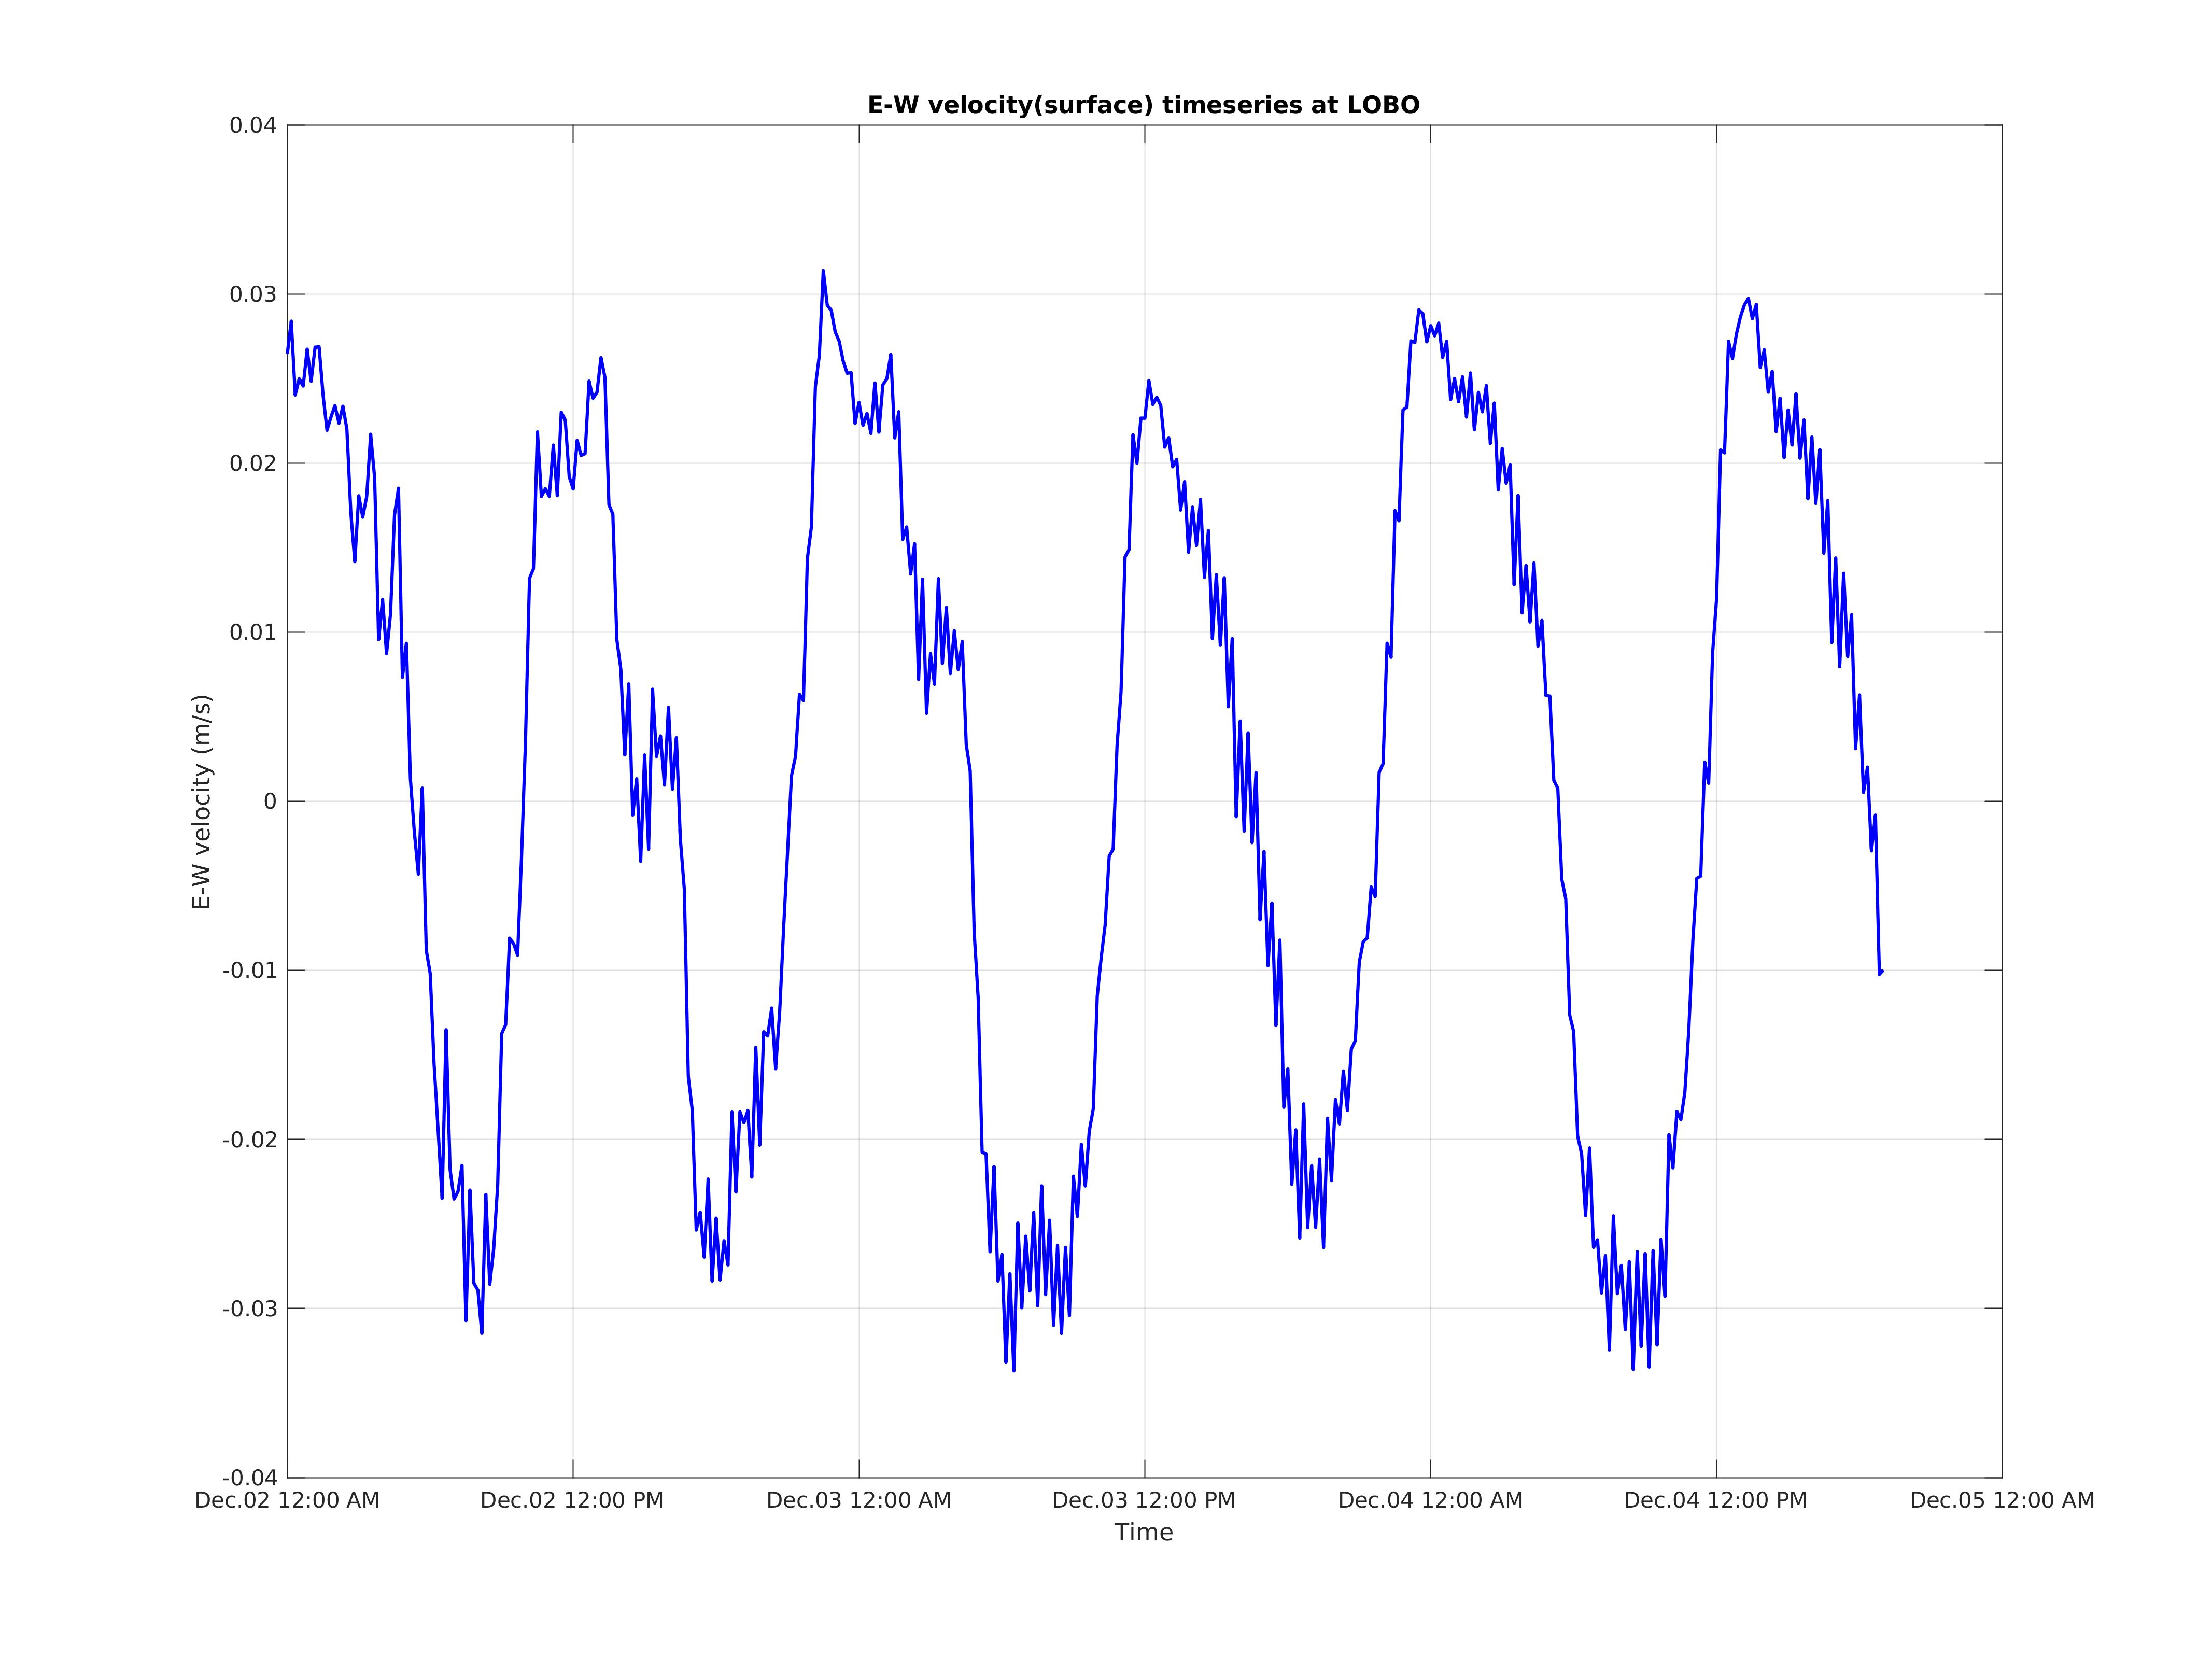 E-W velocity(surface) timeseries at LOBO
0.04
0.03
0.02
0.01
0
-0.01
-0.02
-0.03
-0.04
E-W velocity (m/s)
Dec.02 12:00 AM Dec.02 12:00 PM Dec.03 12:00 AM Dec.03 12:00 PM Dec.04 12:00 AM Dec.04 12:00 PM Dec.05 12:00 AM
Time